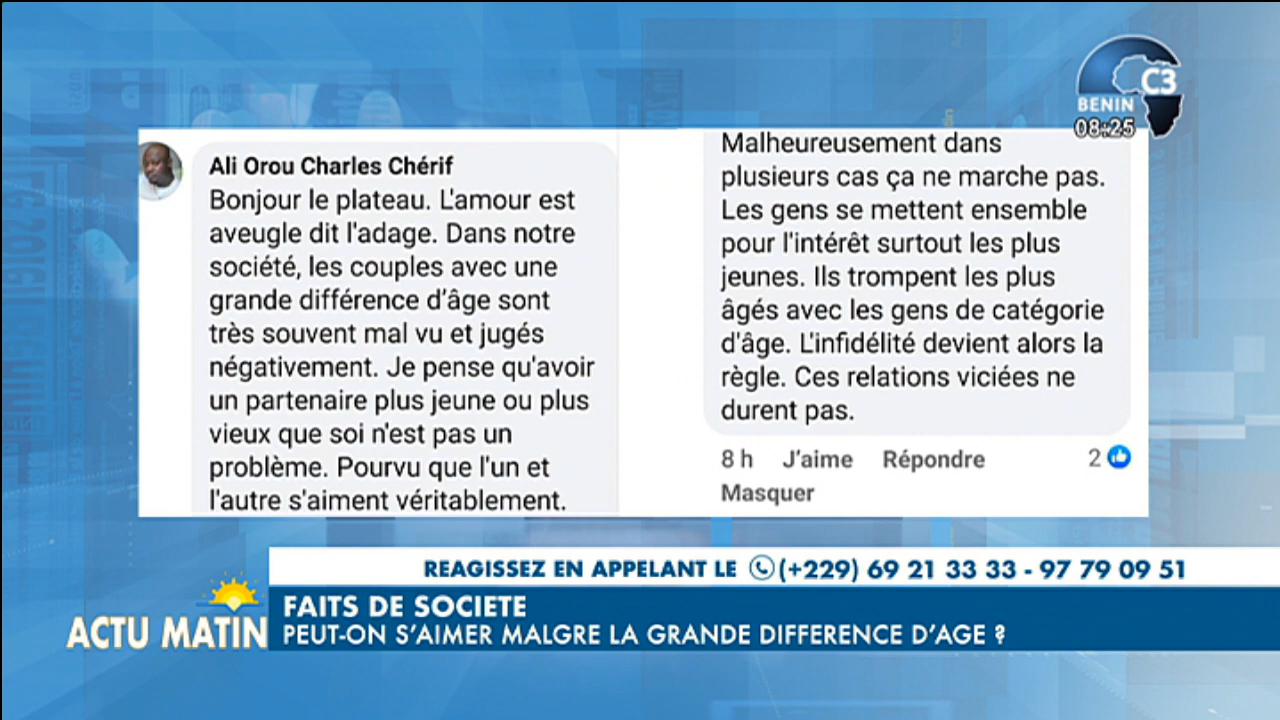 C3
BENIN
08:25
Ali Orou Charles Chérif
Bonjour le plateau. L'amour est
aveugle dit l'adage. Dans notre
société, les couples avec une
grande différence d'âge sont
très souvent mal vu et jugés
négativement. Je pense qu'avoir
un partenaire plus jeune ou plus
vieux que soi n'est pas un
problème. Pourvu que l'un et
l'autre s'aiment véritablement.
Malheureusement dans
plusieurs cas ça ne marche pas.
Les gens se mettent ensemble
pour l'intérêt surtout les plus
jeunes. Ils trompent les plus
âgés avec les gens de catégorie
d'âge. L'infidélité devient alors la
règle. Ces relations viciées ne
durent pas.
8 h J'aime Répondre 2
Masquer
REAGISSEZ EN APPELANT LE (+229) 69 21 33 33 - 97 79 09 51
ACTU MATIN
FAITS DE SOCIETE
PEUT-ON S'AIMER MALGRE LA GRANDE DIFFERENCE D'AGE ?